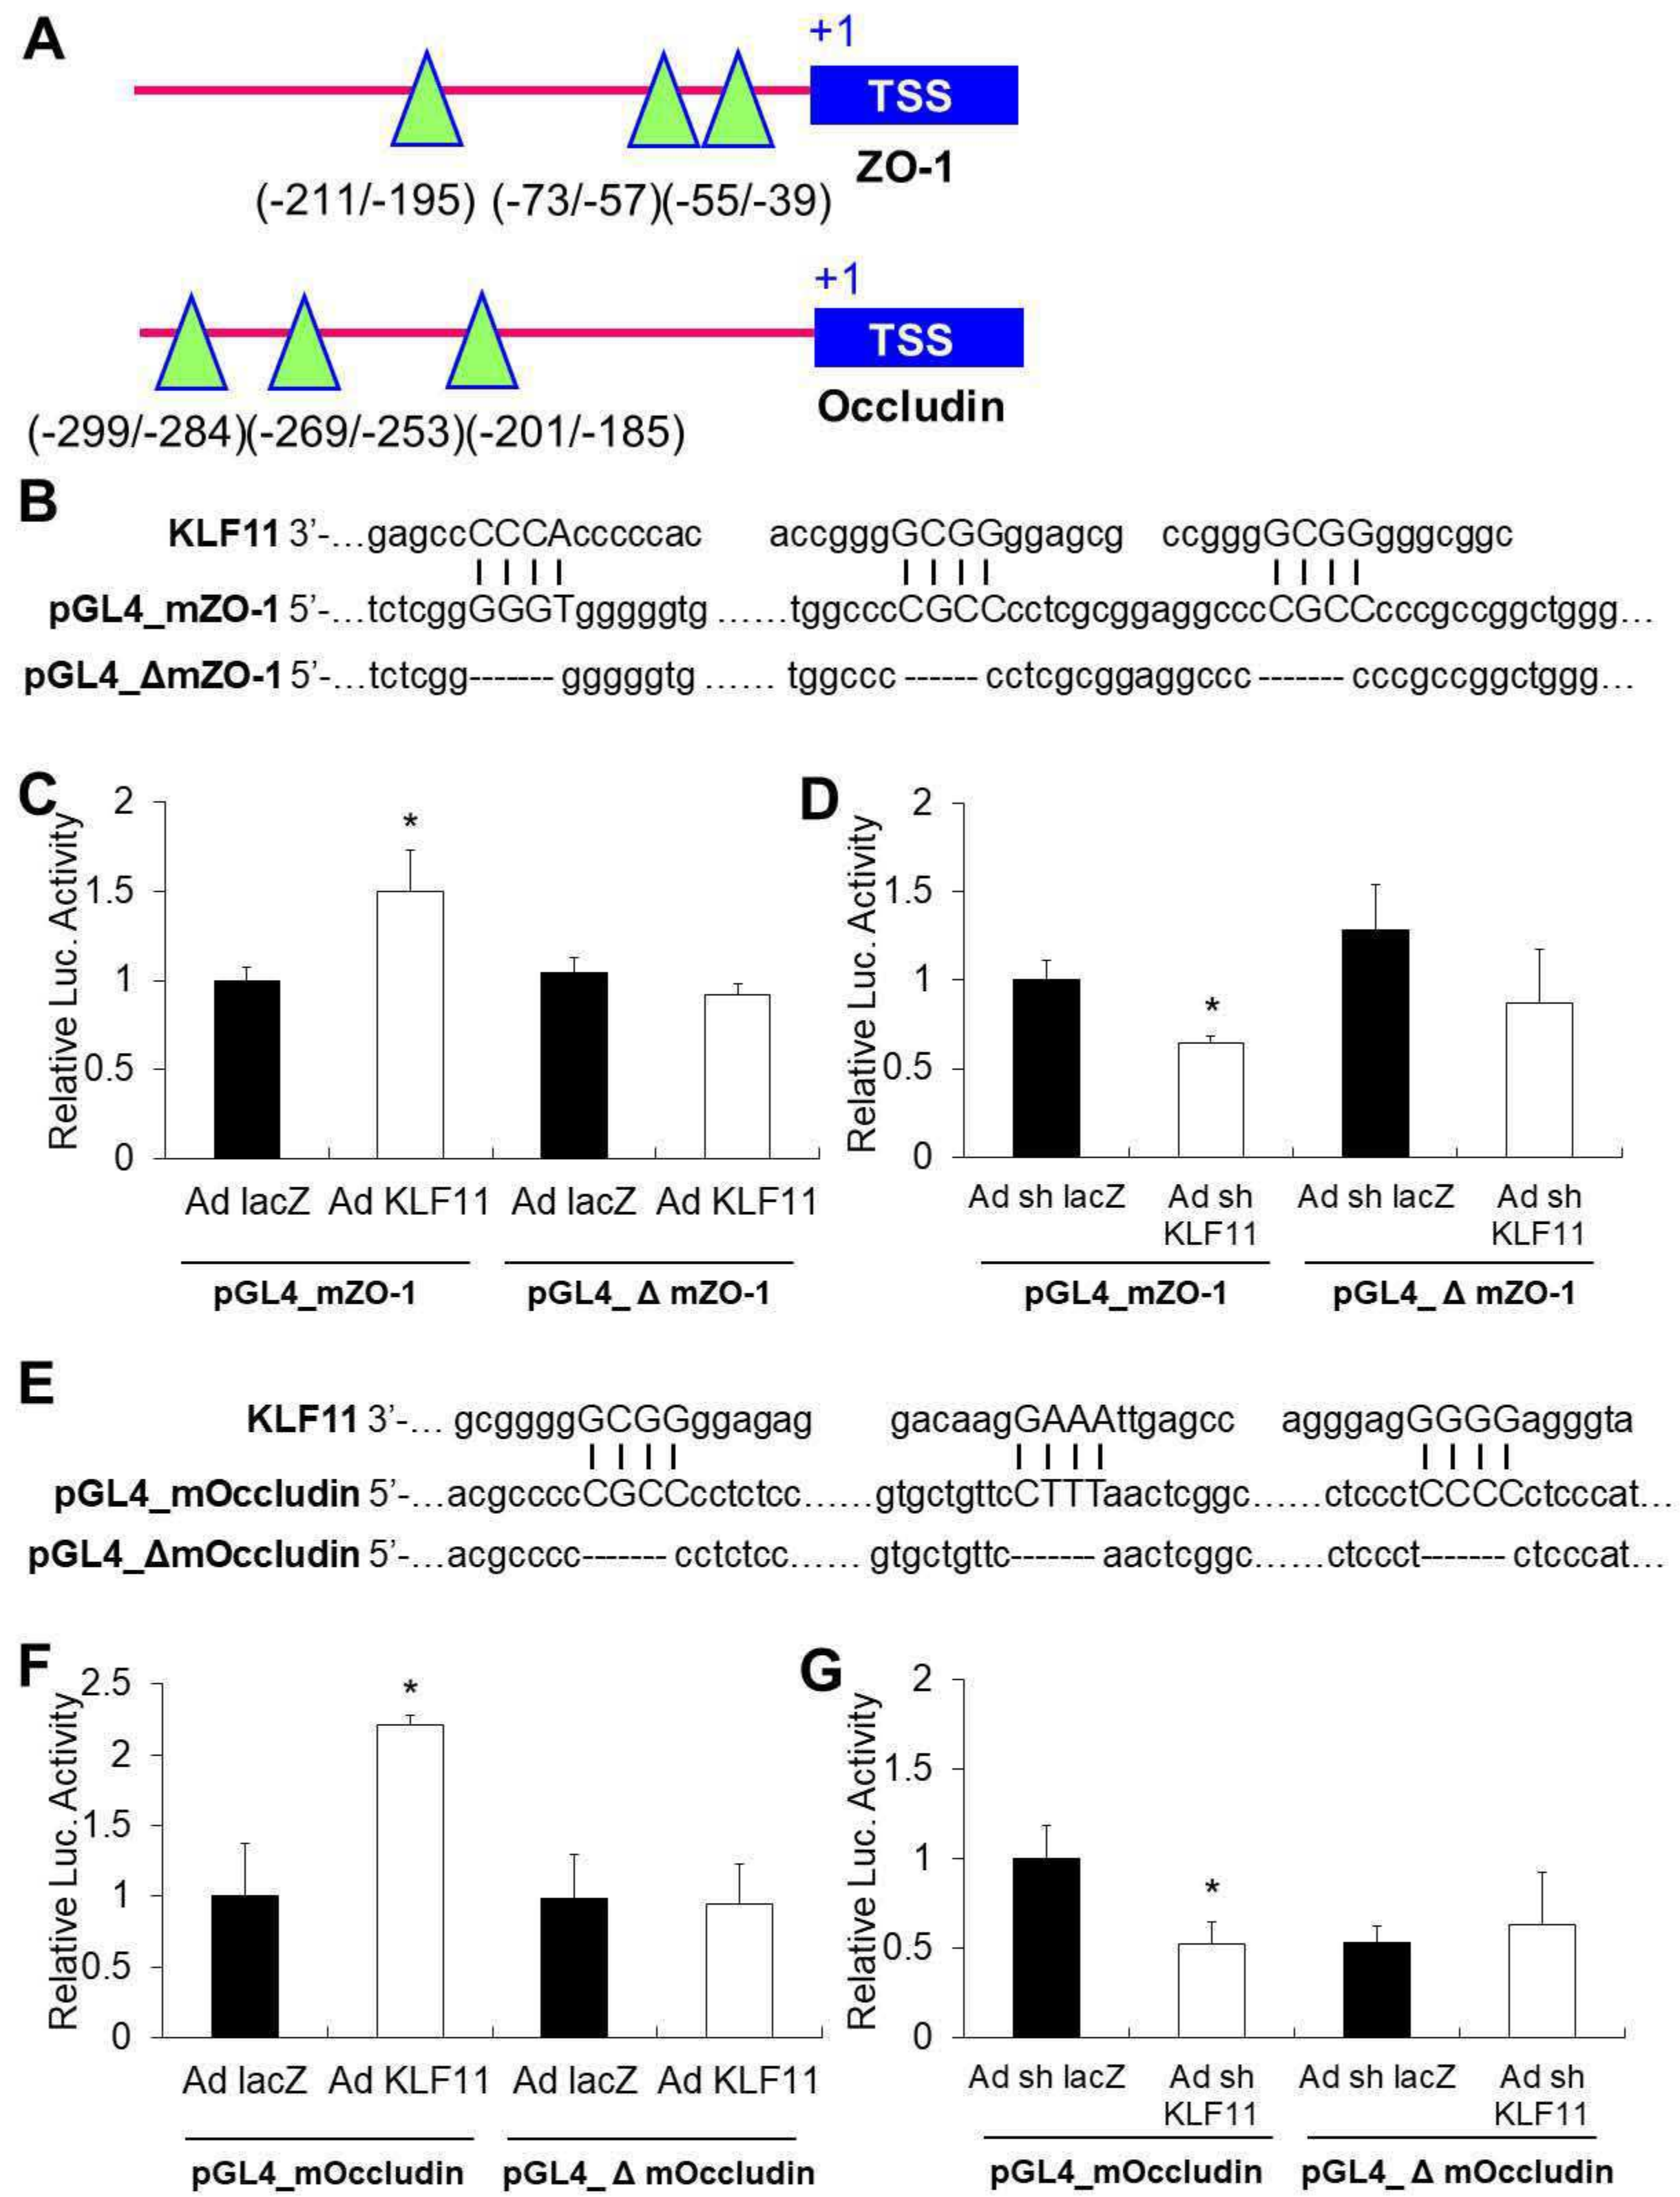 A
+1
TSS
ZO-1
(-211/-195) (-73/-57)(-55/-39)
+1
TSS
Occludin
(-299/-284)(-269/-253)(-201/-185)
B
KLF11 3’-...gagccCCCAcccccac accgggGCGGggagcg ccgggGCGGgggcggc
pGL4_mZO-1 5’-...tctcggGGGTgggggtg ......tggcccCGCCcctcgcggaggcccCGCCcccgccggctggg...
pGL4_ΔmZO-1 5’-...tctcgg------- gggggtg ...... tggccc ------ cctcgcggaggccc ------- cccgccggctggg...
C
Relative Luc. Activity
2
1.5
1
0.5
0
*
Ad lacZ Ad KLF11 Ad lacZ Ad KLF11
pGL4_mZO-1 pGL4_ Δ mZO-1
D
Relative Luc. Activity
2
1.5
1
0.5
0
*
Ad sh lacZ Ad sh KLF11 Ad sh lacZ Ad sh KLF11
pGL4_mZO-1 pGL4_ Δ mZO-1
E
KLF11 3’-... gcggggGCGGggagag gacaagGAAAttgagcc agggagGGGGagggta
pGL4_mOccludin 5’-...acgccccCGCCcctctcc......gtgctgttcCTTTaactcggc......ctccctCCCCctcccat...
pGL4_ΔmOccludin 5’-...acgcccc------- cctctcc...... gtgctgttc------- aactcggc......ctccct------- ctcccat...
F
Relative Luc. Activity
2.5
2
1.5
1
0.5
0
*
Ad lacZ Ad KLF11 Ad lacZ Ad KLF11
pGL4_mOccludin pGL4_ Δ mOccludin
G
Relative Luc. Activity
2
1.5
1
0.5
0
*
Ad sh lacZ Ad sh KLF11 Ad sh lacZ Ad sh KLF11
pGL4_mOccludin pGL4_ Δ mOccludin